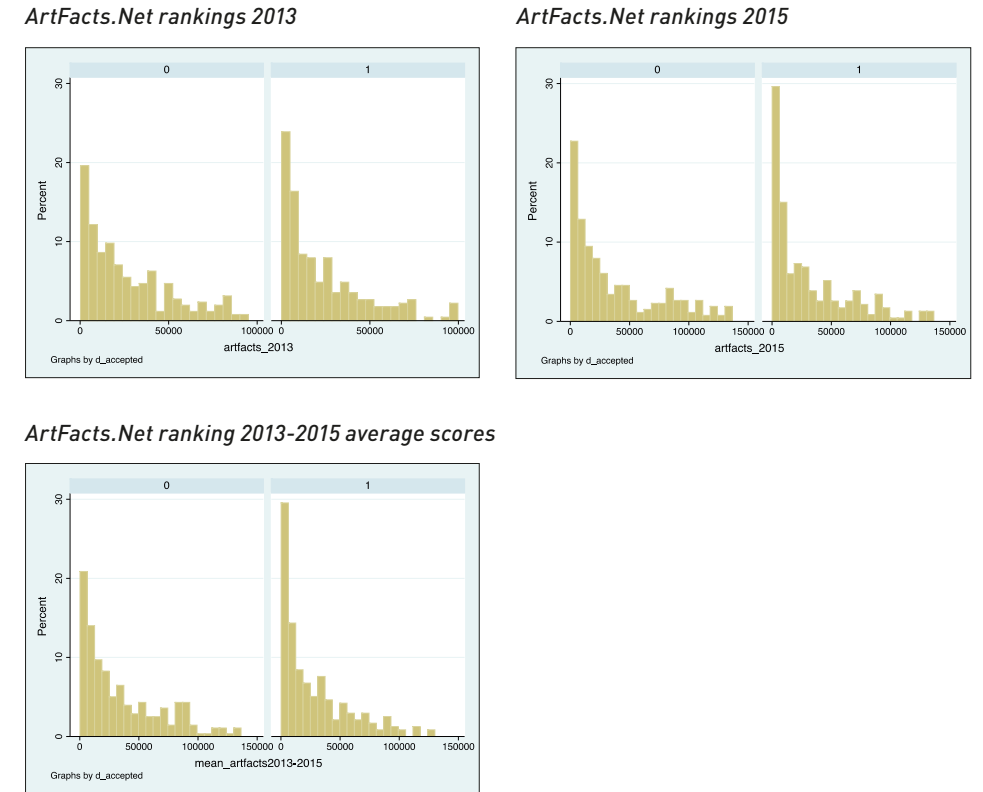 ArtFacts.Net rankings 2013
0 1
30
20
10
0
Percent
0 50000 100000 0 50000 100000
artfacts_2013
Graphs by d_accepted
ArtFacts.Net rankings 2015
0 1
30
20
10
0
Percent
0 50000 100000 150000 0 50000 100000 150000
artfacts_2015
Graphs by d_accepted
ArtFacts.Net ranking 2013-2015 average scores
0 1
30
20
10
0
Percent
0 50000 100000 150000 0 50000 100000 150000
mean_artfacts2013-2015
Graphs by d_accepted